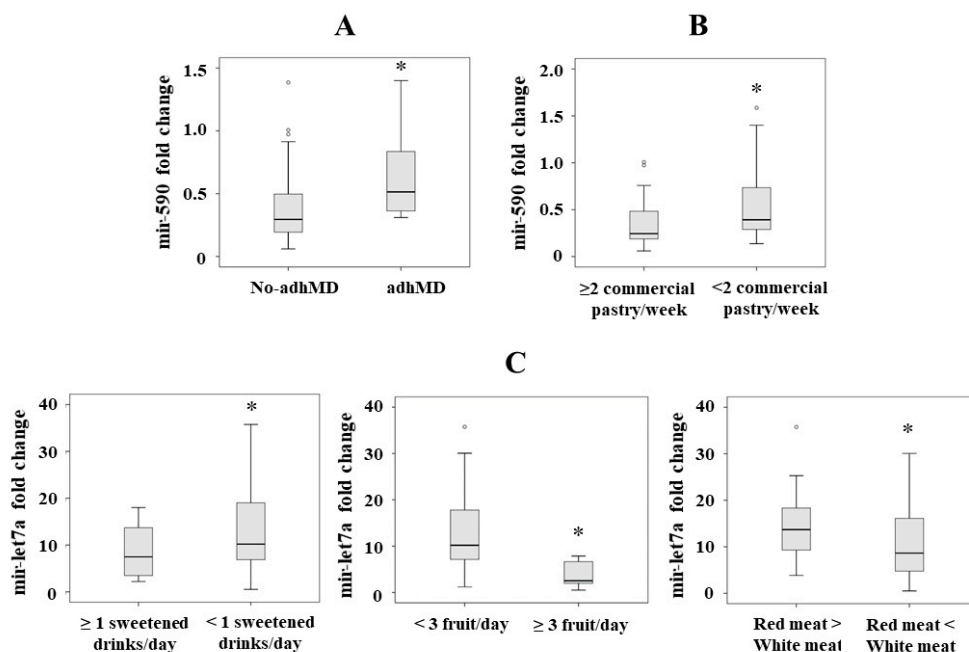 A
B
mir-590 fold change
1.5
1.0
0.5
0
*
No-adhMD
adhMD
mir-590 fold change
2.0
1.5
1.0
0.5
0
*
≥2 commercial
pastry/week
<2 commercial
pastry/week
C
mir-let7a fold change
40
30
20
10
0
*
≥ 1 sweetened
drinks/day
< 1 sweetened
drinks/day
mir-let7a fold change
40
30
20
10
0
*
< 3 fruit/day
≥ 3 fruit/day
mir-let7a fold change
40
30
20
10
0
*
Red meat >
White meat
Red meat <
White meat